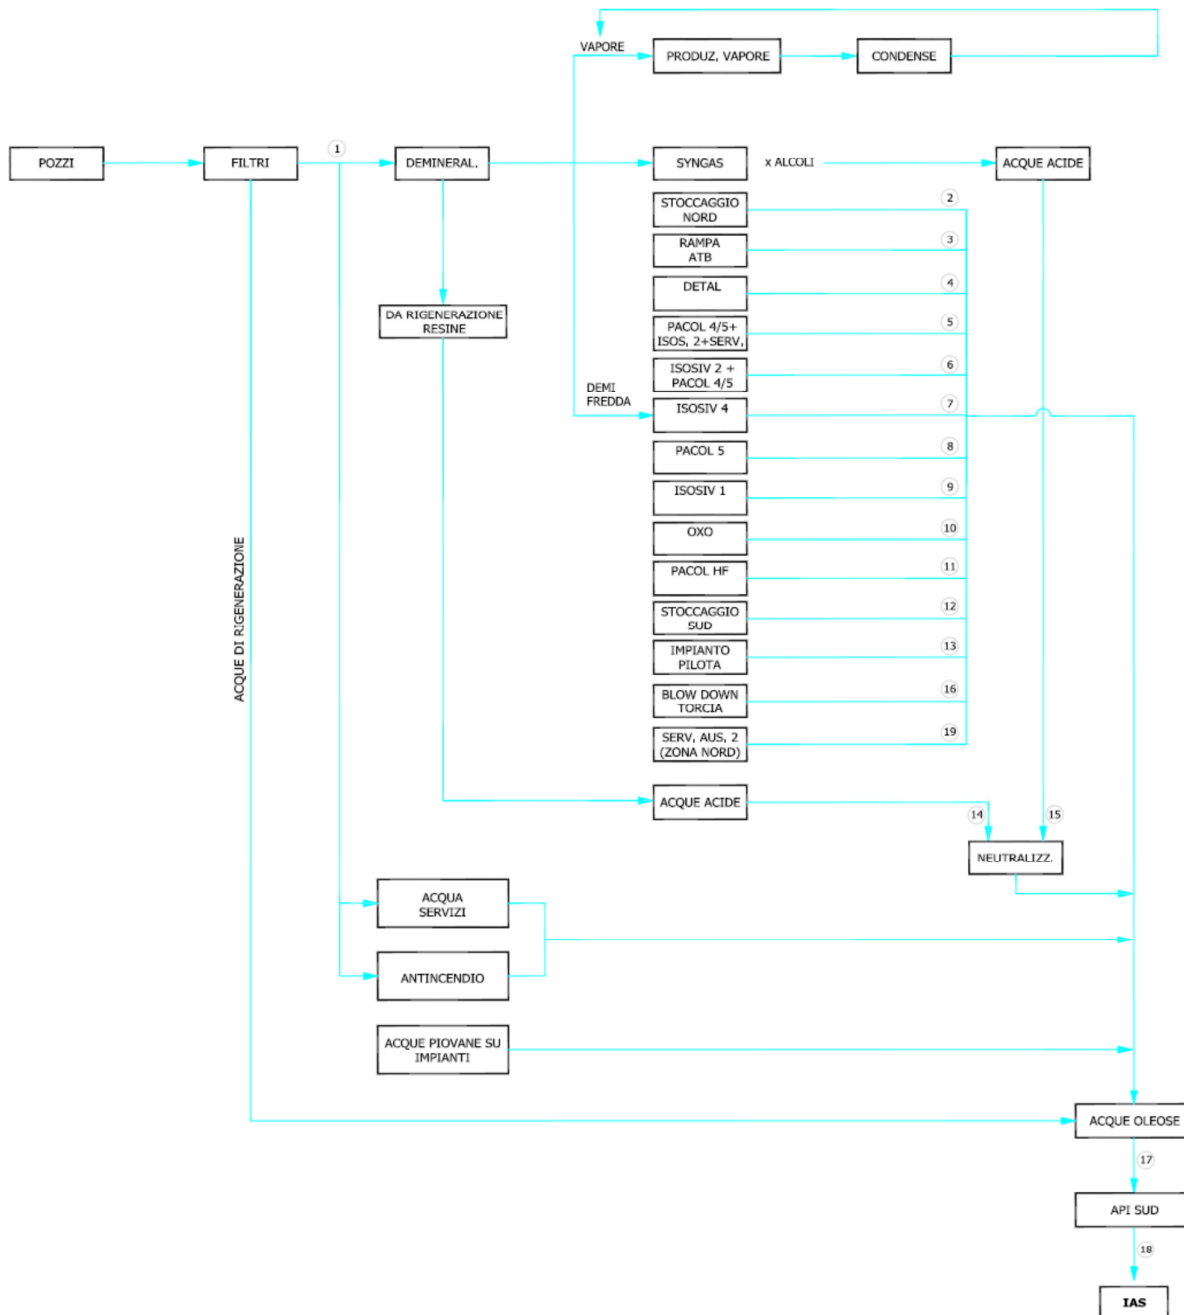 VAPORE
PRODUZ, VAPORE
CONDENSE
POZZI
FILTRI
1
DEMINERAL.
SYNGAS
x ALCOLI
ACQUE ACIDE
STOCCAGGIO
NORD
2
RAMPA
ATB
3
DETAL
4
DA RIGENERAZIONE
RESINE
PACOL 4/5+
ISOS, 2+SERV,
5
ISOSIV 2 +
PACOL 4/5
6
DEMI
FREDDA
ISOSIV 4
7
PACOL 5
8
ISOSIV 1
9
OXO
10
PACOL HF
11
STOCCAGGIO
SUD
12
IMPIANTO
PILOTA
13
BLOW DOWN
TORCIA
16
SERV, AUS, 2
(ZONA NORD)
19
ACQUE DI RIGENERAZIONE
ACQUE ACIDE
14
15
NEUTRALIZZ.
ACQUA
SERVIZI
ANTINCENDIO
ACQUE PIOVANE SU
IMPIANTI
ACQUE OLEOSE
17
API SUD
18
IAS